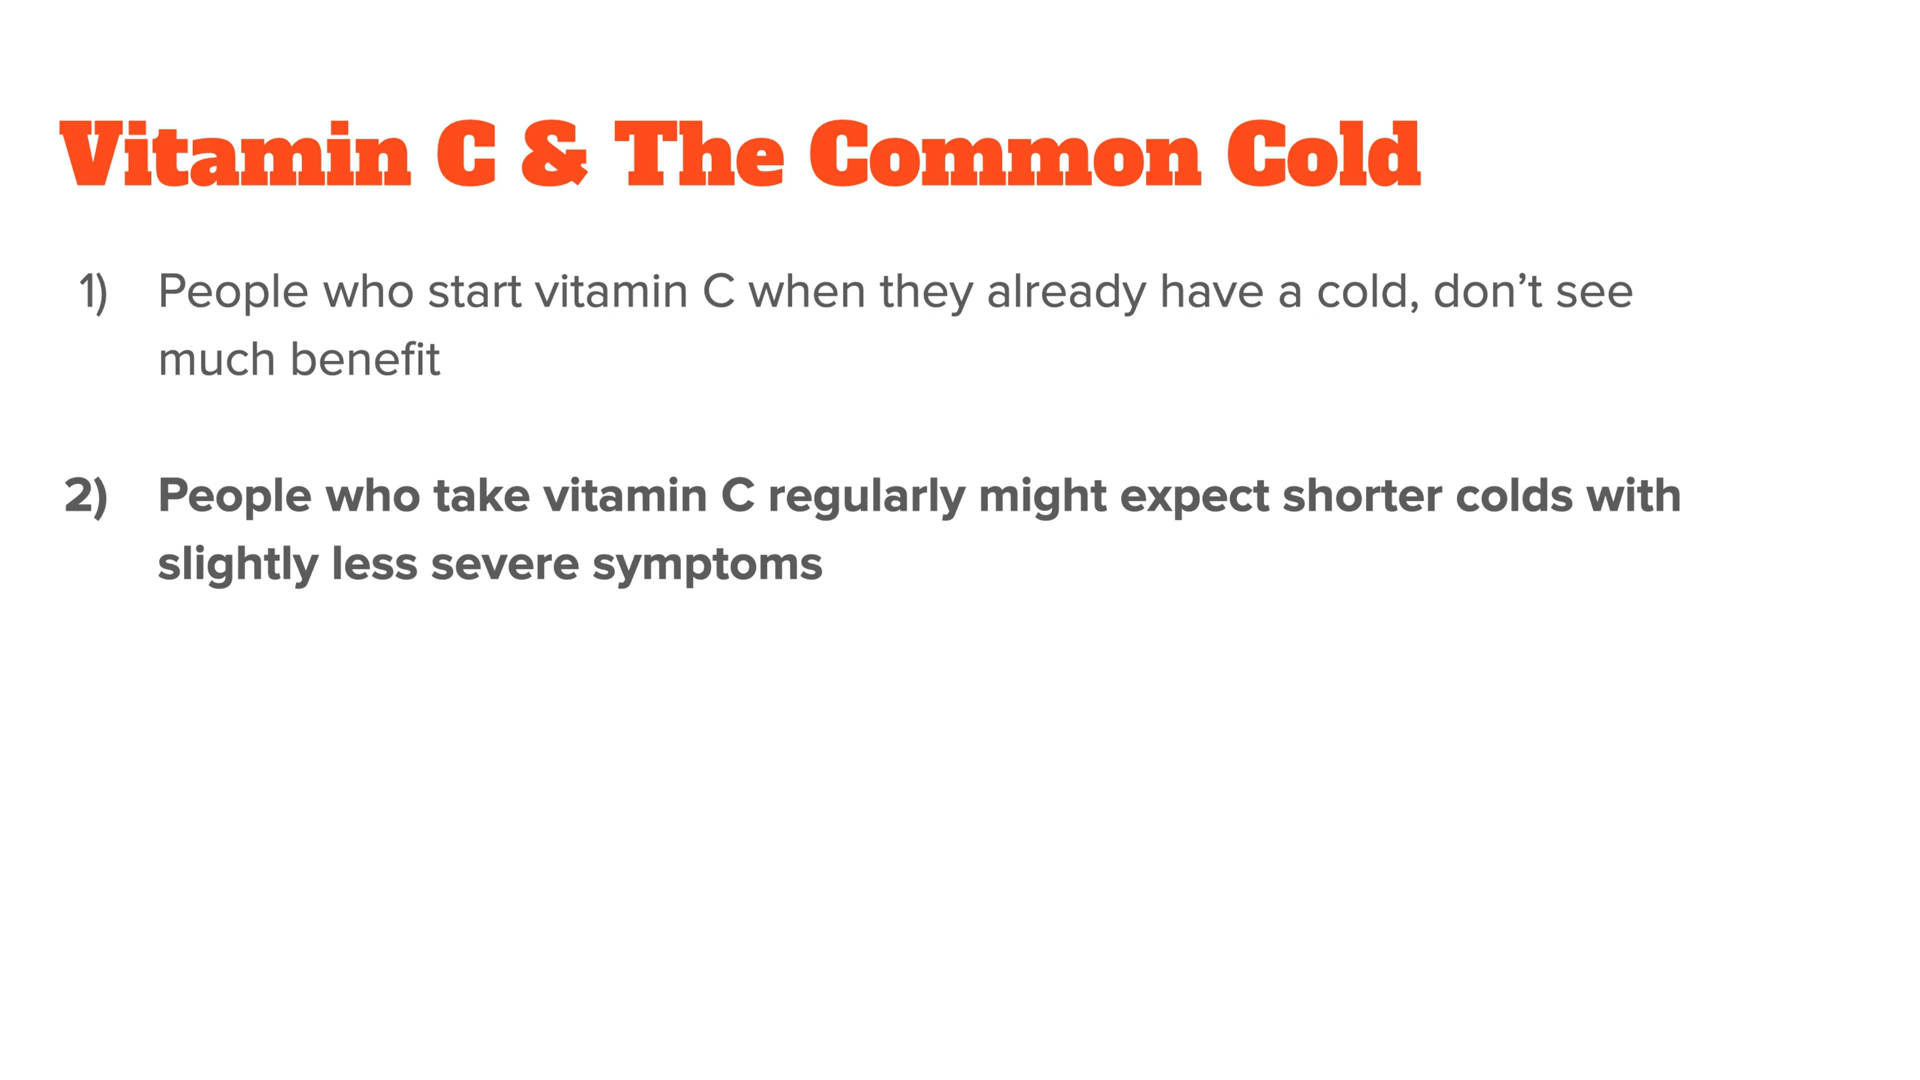 Vitamin C & The Common Cold
1) People who start vitamin C when they already have a cold, don’t see
much benefit
2) People who take vitamin C regularly might expect shorter colds with
slightly less severe symptoms